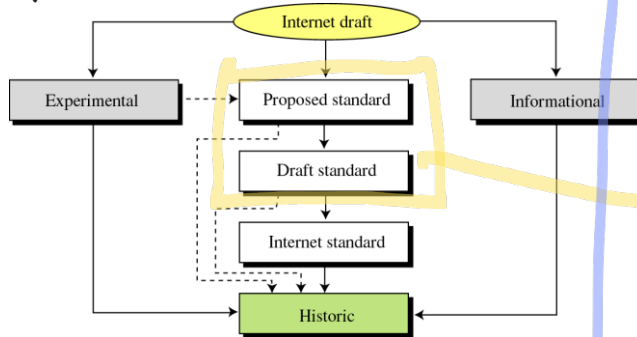 Internet draft
Experimental
Proposed standard
Informational
Draft standard
Internet standard
Historic